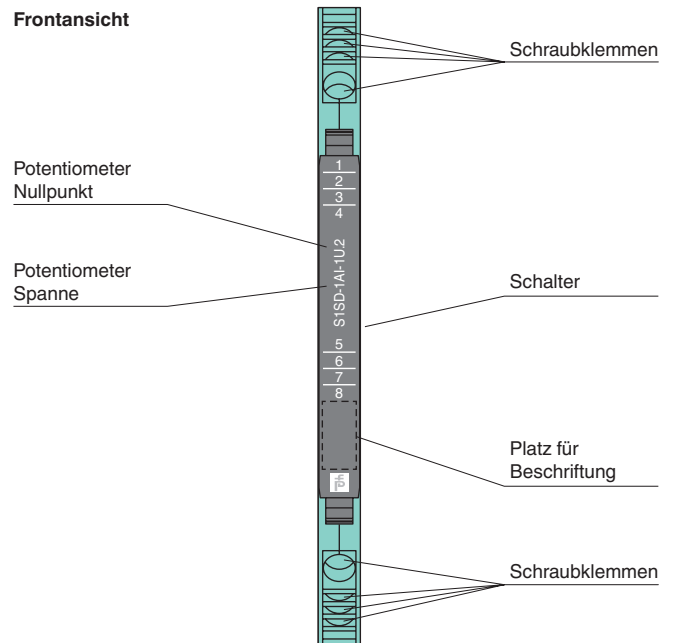 Frontansicht
Schraubklemmen
Potentiometer
Nullpunkt
1
2
3
4
Potentiometer
Spanne
S1SD-1AI-1U.2
Schalter
5
6
7
8
Platz für
Beschriftung
Schraubklemmen